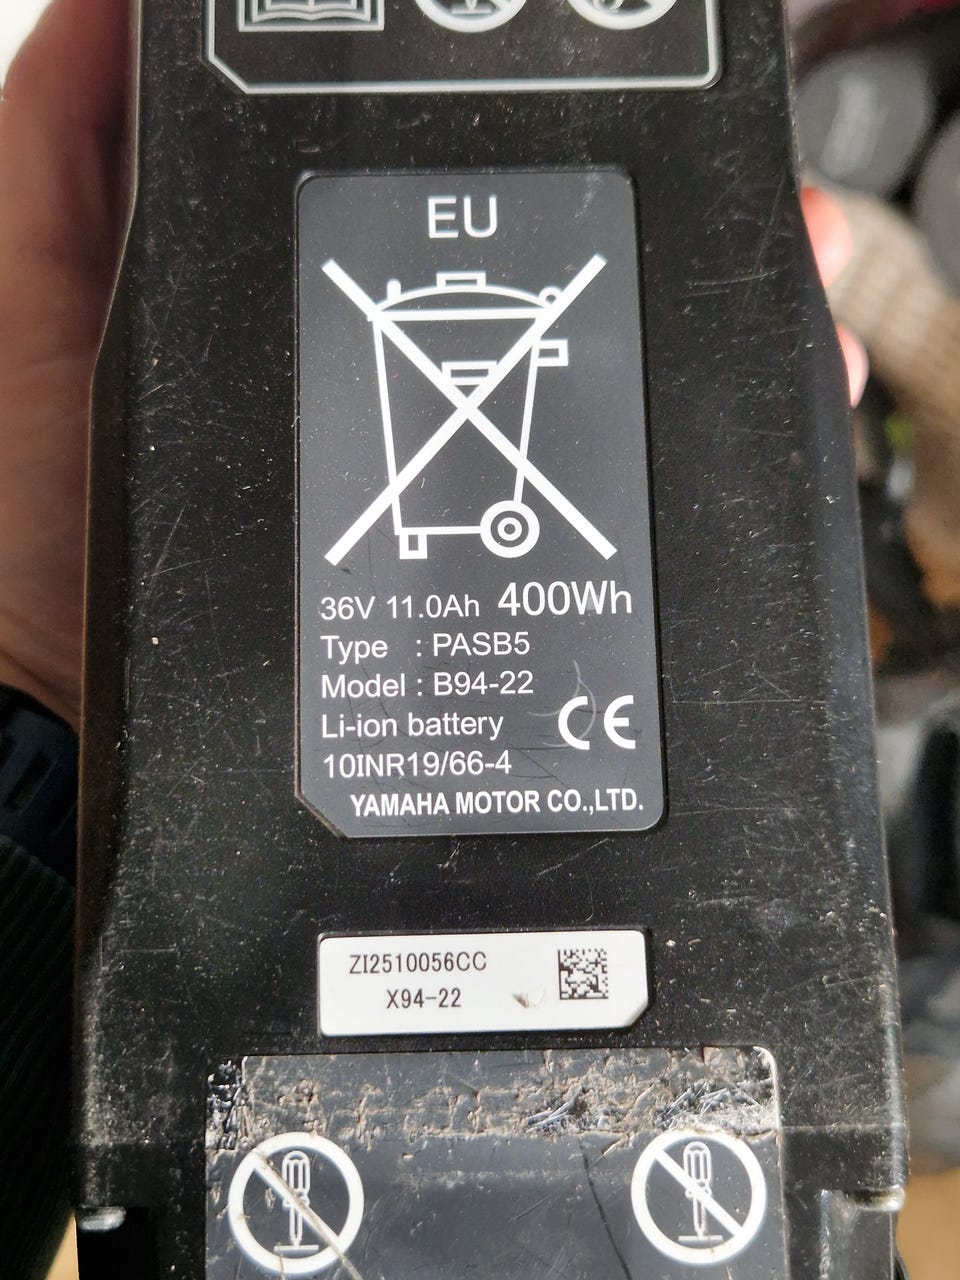 EU
36V 11.0Ah 400Wh
Type : PASB5
Model : B94-22
Li-ion battery
CE
10INR19/66-4
YAMAHA MOTOR CO.,LTD.
ZI2510056CC
X94-22